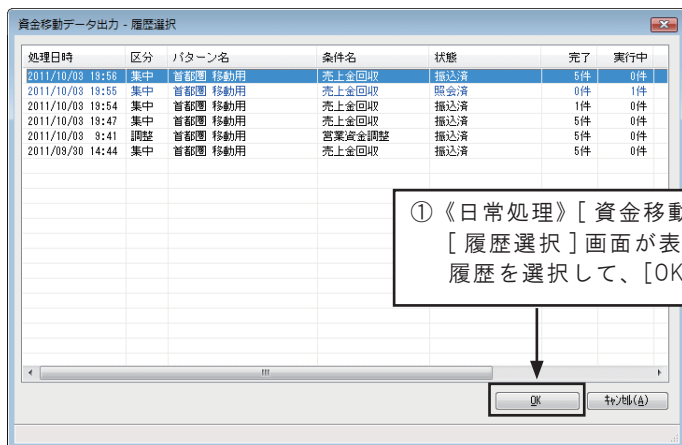 資金移動データ出力 - 履歴選択
処理日時 区分 パターン名 条件名 状態 完了 実行中
2011/10/03 19:56 集中 首都圏 移動用 売上金回収 振込済 5件 0件
2011/10/03 19:55 集中 首都圏 移動用 売上金回収 照会済 0件 1件
2011/10/03 19:54 集中 首都圏 移動用 売上金回収 振込済 1件 0件
2011/10/03 19:47 集中 首都圏 移動用 売上金回収 振込済 5件 0件
2011/10/03 9:41 調整 首都圏 移動用 営業資金調整 振込済 5件 0件
2011/09/30 14:44 集中 首都圏 移動用 売上金回収 振込済 5件 0件
①《日常処理》[ 資金移動
[ 履歴選択 ] 画面が表
履歴を選択して、[OK
OK ｷｬﾝｾﾙ(A)